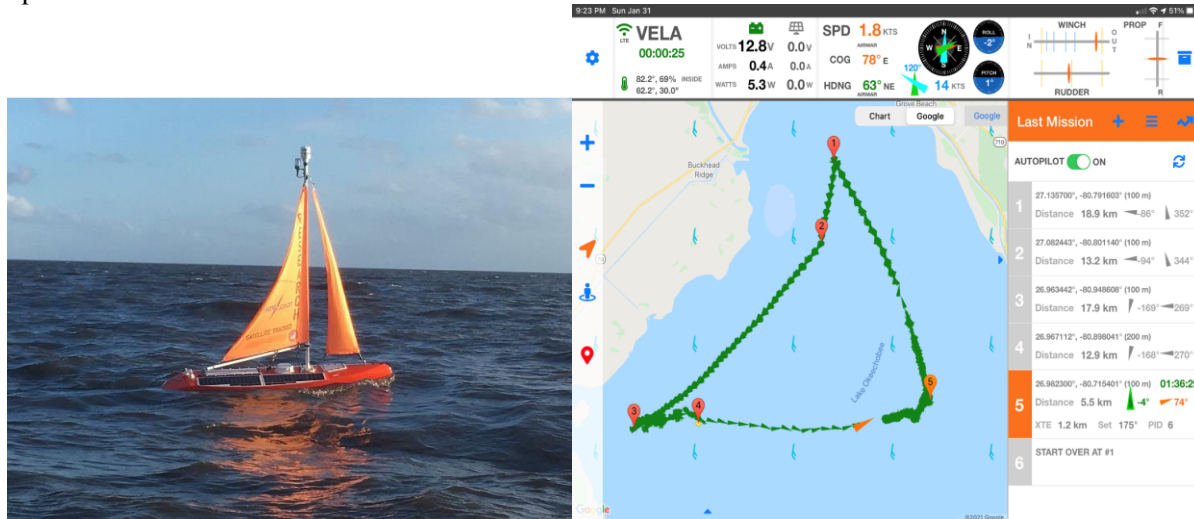 9:23 PM Sun Jan 31
51%
VELA
LTE
00:00:25
82.2°, 69% INSIDE
62.2°, 30.0"
VOLTS 12.8V 0.0V
AMPS 0.4A 0.0A
WATTS 5.3W 0.0W
SPD 1.8 KTS
AIRMAR
COG 78° E
HDNG 63° NE
AIRMAR
N
W E
S
120°
14 KTS
ROLL
-2°
PITCH
1°
WINCH
IN
OUT
RUDDER
PROP F
R
SEARCH
SATELLITE TRACKED
Chart Google Google
Grove Beach
710
Buckhead
Ridge
78
Lake Okeechobee
1
2
3
4
5
Google
©2021 Google
Last Mission
AUTOPILOT ON
1
27.135700°, -80.791603° (100 m)
Distance 18.9 km -86° 352°
2
27.082443°, -80.801140° (100 m)
Distance 13.2 km -94° 344°
3
26.963442°, -80.948608° (100 m)
Distance 17.9 km -169° 269°
4
26.967112°, -80.898041° (200 m)
Distance 12.9 km -168° 270°
5
26.982300°, -80.715401° (100 m) 01:36:2
Distance 5.5 km -4° 74°
XTE 1.2 km Set 175° PID 6
6
START OVER AT #1